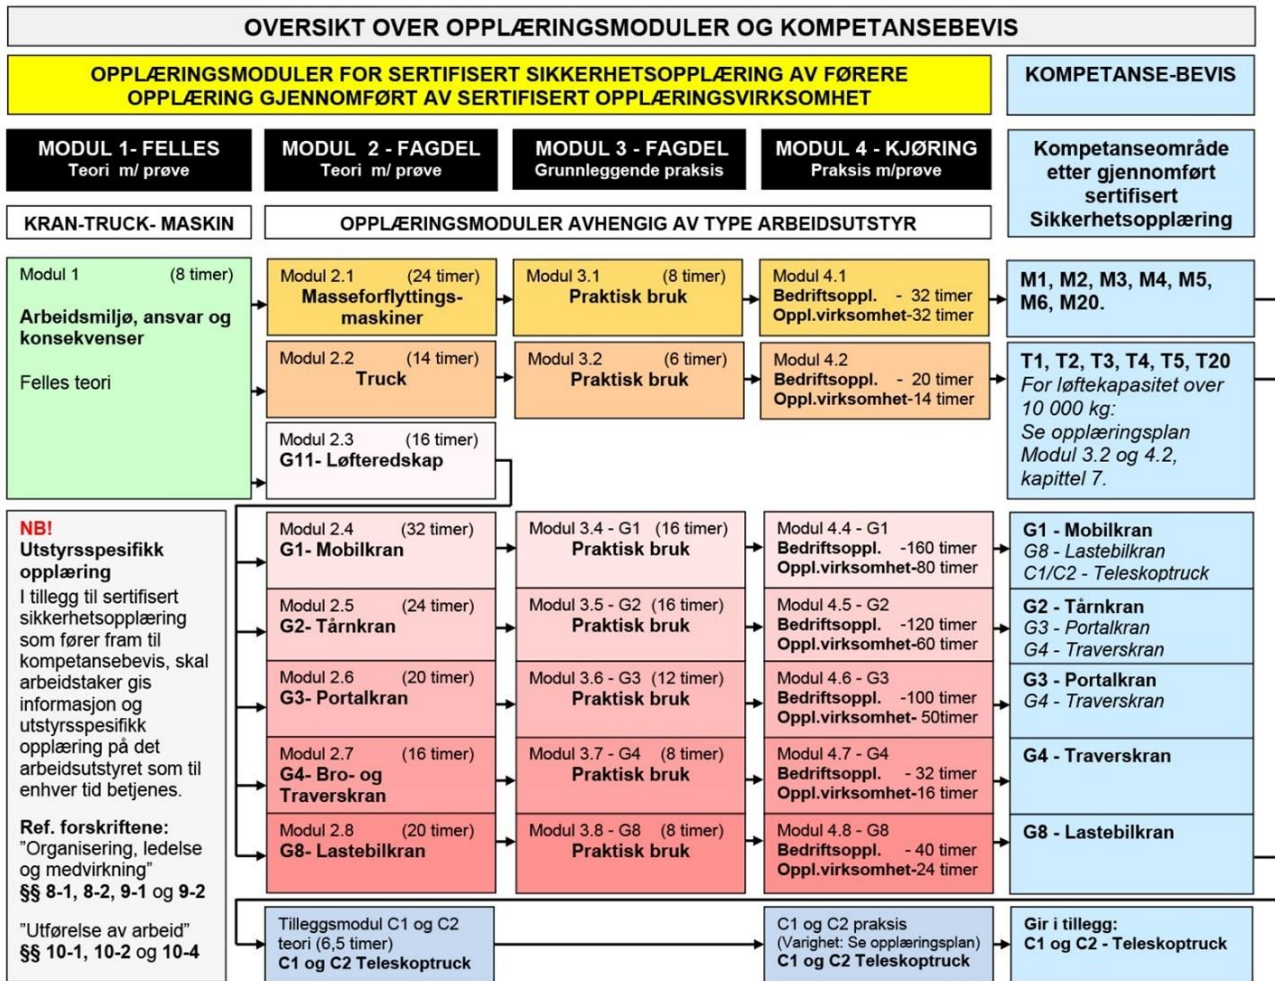 OVERSIKT OVER OPPLÆRINGSMODULER OG KOMPETANSEBEVIS
OPPLÆRINGSMODULER FOR SERTIFISERT SIKKERHETSOPPLÆRING AV FØRERE
OPPLÆRING GJENNOMFØRT AV SERTIFISERT OPPLÆRINGSVIRKSOMHET
KOMPETANSE-BEVIS
MODUL 1- FELLES
Teori m/ prøve
MODUL 2 - FAGDEL
Teori m/ prøve
MODUL 3 - FAGDEL
Grunnleggende praksis
MODUL 4 - KJØRING
Praksis m/prøve
Kompetanseområde
etter gjennomført
sertifisert
Sikkerhetsopplæring
KRAN-TRUCK- MASKIN
OPPLÆRINGSMODULER AVHENGIG AV TYPE ARBEIDSUTSTYR
Modul 1 (8 timer)
Arbeidsmiljø, ansvar og
konsekvenser
Felles teori
Modul 2.1 (24 timer)
Masseforflyttings-
maskiner
Modul 3.1 (8 timer)
Praktisk bruk
Modul 4.1
Bedriftsoppl. - 32 timer
Oppl.virksomhet-32 timer
M1, M2, M3, M4, M5,
M6, M20.
Modul 2.2 (14 timer)
Truck
Modul 3.2 (6 timer)
Praktisk bruk
Modul 4.2
Bedriftsoppl. - 20 timer
Oppl.virksomhet-14 timer
T1, T2, T3, T4, T5, T20
For løftekapasitet over
10 000 kg:
Se opplæringsplan
Modul 3.2 og 4.2,
kapittel 7.
Modul 2.3 (16 timer)
G11- Løfteredskap
NB!
Utstyrsspesifikk
opplæring
I tillegg til sertifisert
sikkerhetsopplæring
som fører fram til
kompetansebevis, skal
arbeidstaker gis
informasjon og
utstyrsspesifikk
opplæring på det
arbeidsutstyret som til
enhver tid betjenes.
Ref. forskriftene:
"Organisering, ledelse
og medvirkning"
§§ 8-1, 8-2, 9-1 og 9-2
"Utførelse av arbeid"
§§ 10-1, 10-2 og 10-4
Modul 2.4 (32 timer)
G1- Mobilkran
Modul 3.4 - G1 (16 timer)
Praktisk bruk
Modul 4.4 - G1
Bedriftsoppl. -160 timer
Oppl.virksomhet-80 timer
G1 - Mobilkran
G8 - Lastebilkran
C1/C2 - Teleskoptruck
Modul 2.5 (24 timer)
G2- Tårnkran
Modul 3.5 - G2 (16 timer)
Praktisk bruk
Modul 4.5 - G2
Bedriftsoppl. -120 timer
Oppl.virksomhet-60 timer
G2 - Tårnkran
G3 - Portalkran
G4 - Traverskran
Modul 2.6 (20 timer)
G3- Portalkran
Modul 3.6 - G3 (12 timer)
Praktisk bruk
Modul 4.6 - G3
Bedriftsoppl. -100 timer
Oppl.virksomhet- 50timer
G3 - Portalkran
G4 - Traverskran
Modul 2.7 (16 timer)
G4- Bro- og
Traverskran
Modul 3.7 - G4 (8 timer)
Praktisk bruk
Modul 4.7 - G4
Bedriftsoppl. - 32 timer
Oppl.virksomhet-16 timer
G4 - Traverskran
Modul 2.8 (20 timer)
G8- Lastebilkran
Modul 3.8 - G8 (8 timer)
Praktisk bruk
Modul 4.8 - G8
Bedriftsoppl. - 40 timer
Oppl.virksomhet-24 timer
G8 - Lastebilkran
Tilleggsmodul C1 og C2
teori (6,5 timer)
C1 og C2 Teleskoptruck
C1 og C2 praksis
(Varighet: Se opplæringsplan)
C1 og C2 Teleskoptruck
Gir i tillegg:
C1 og C2 - Teleskoptruck